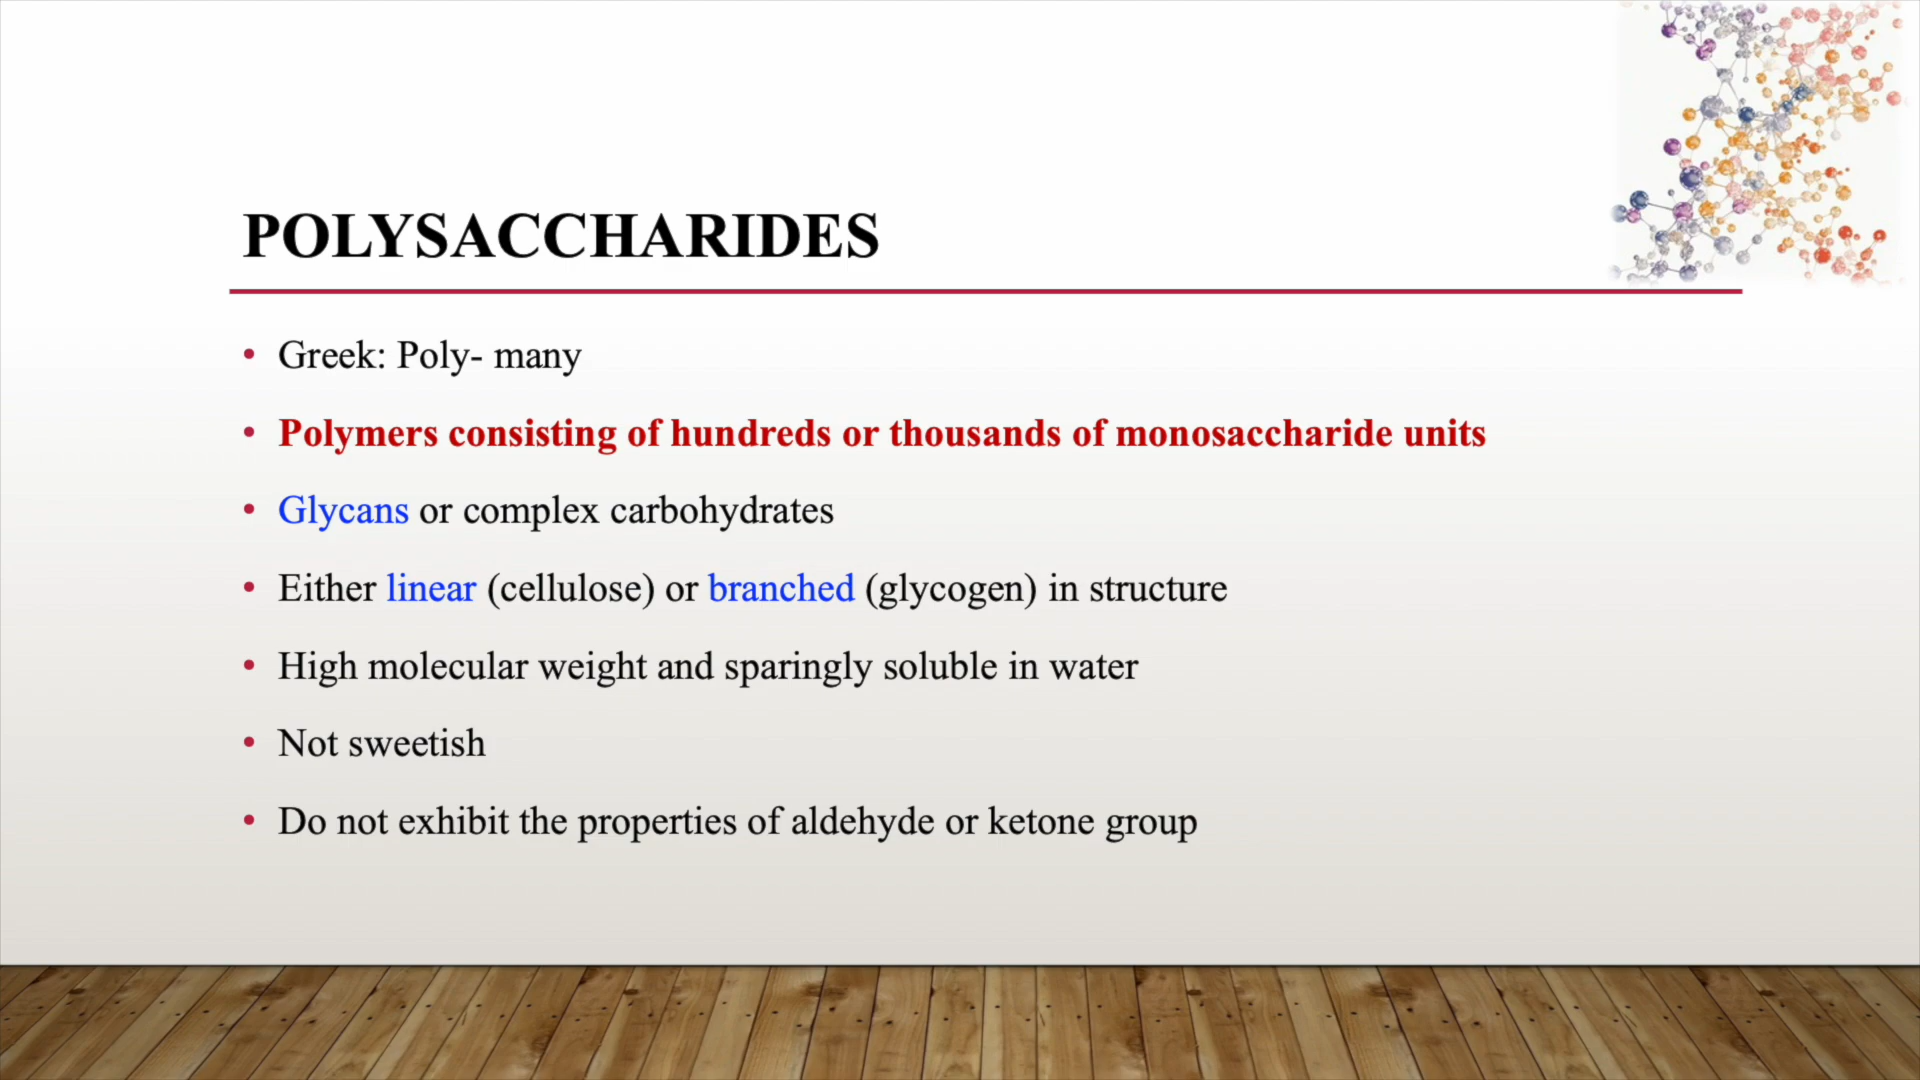 POLYSACCHARIDES
• Greek: Poly- many
• Polymers consisting of hundreds or thousands of monosaccharide units
• Glycans or complex carbohydrates
• Either linear (cellulose) or branched (glycogen) in structure
• High molecular weight and sparingly soluble in water
• Not sweetish
• Do not exhibit the properties of aldehyde or ketone group